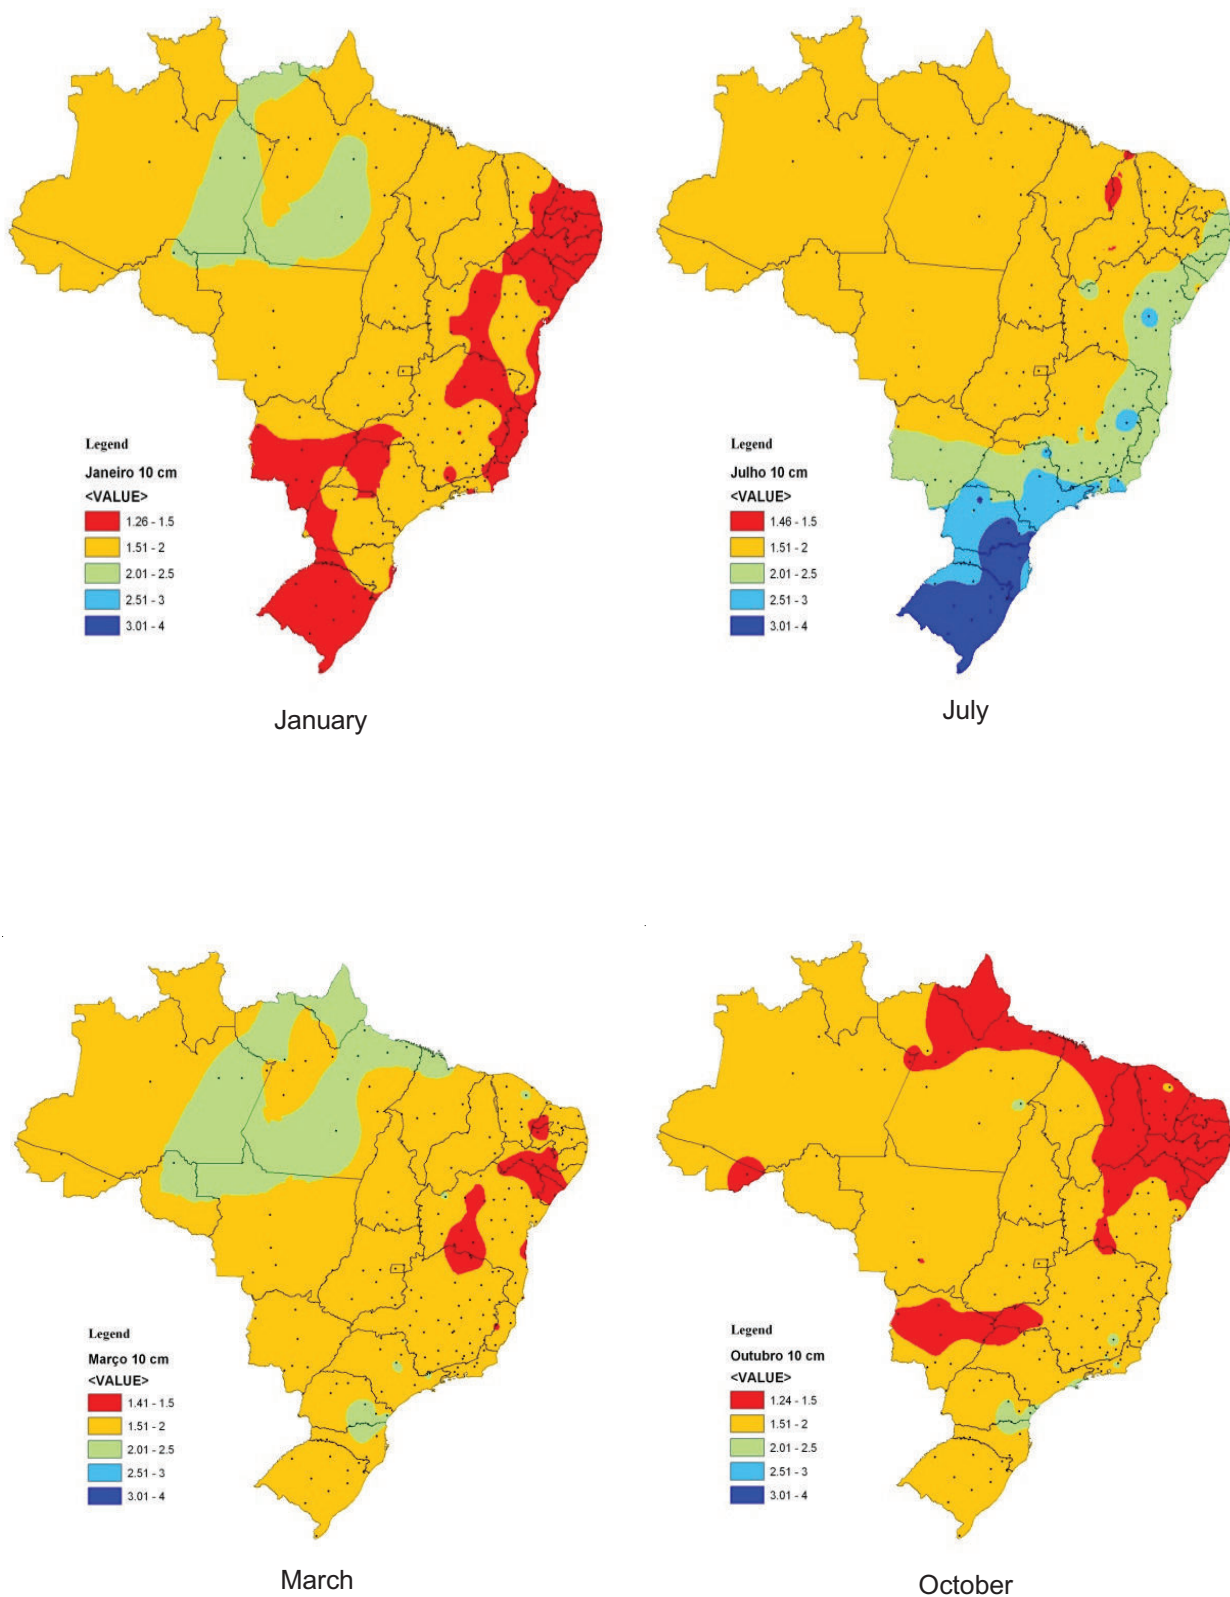 Legend
Janeiro 10 cm
<VALUE>
1.26 - 1.5
1.51 - 2
2.01 - 2.5
2.51 - 3
3.01 - 4
January
Legend
Julho 10 cm
<VALUE>
1.46 - 1.5
1.51 - 2
2.01 - 2.5
2.51 - 3
3.01 - 4
July
Legend
Março 10 cm
<VALUE>
1.41 - 1.5
1.51 - 2
2.01 - 2.5
2.51 - 3
3.01 - 4
March
Legend
Outubro 10 cm
<VALUE>
1.24 - 1.5
1.51 - 2
2.01 - 2.5
2.51 - 3
3.01 - 4
October